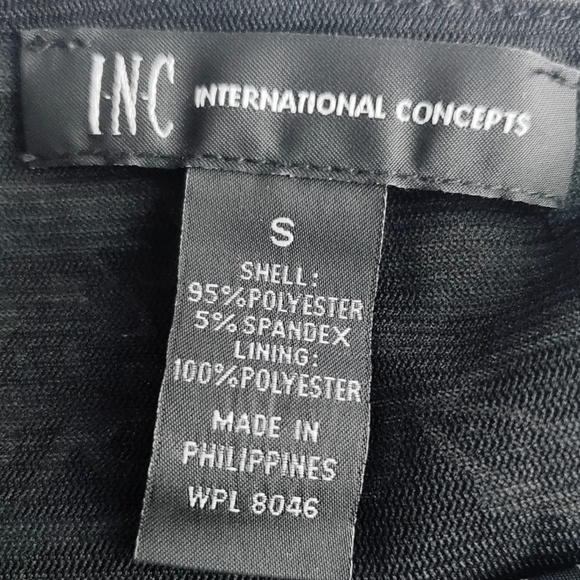 I·N·C INTERNATIONAL CONCEPTS
S
SHELL:
95%POLYESTER
5%SPANDEX
LINING:
100%POLYESTER
MADE IN
PHILIPPINES
WPL 8046